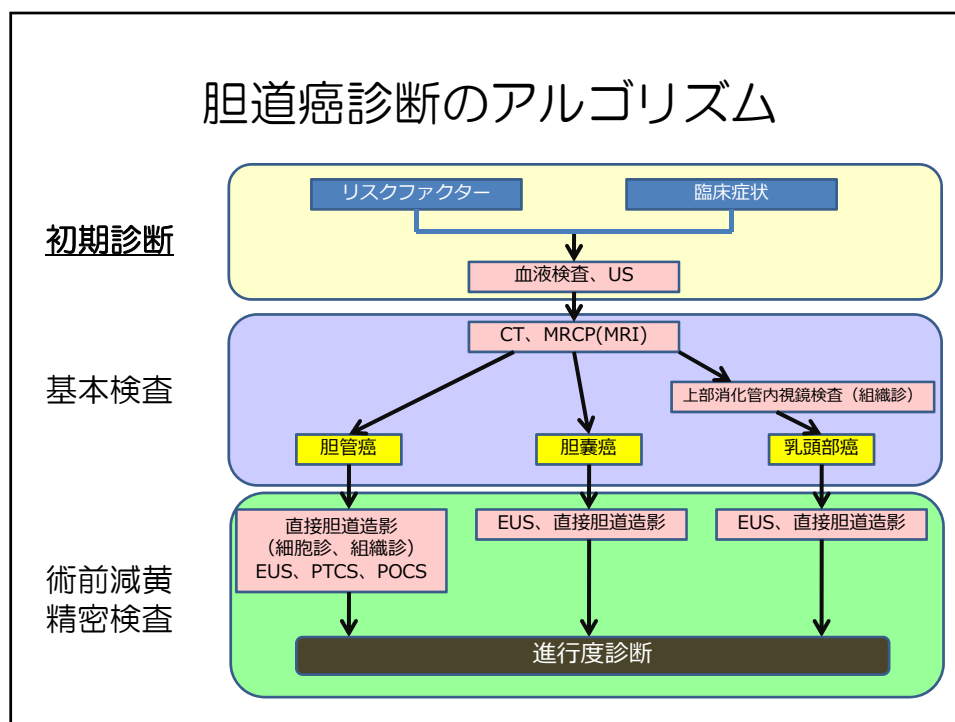 胆道癌診断のアルゴリズム
リスクファクター
臨床症状
初期診断
血液検査、US
CT、MRCP(MRI)
基本検査
上部消化管内視鏡検査（組織診）
胆管癌
胆嚢癌
乳頭部癌
直接胆道造影
（細胞診、組織診）
EUS、PTCS、POCS
EUS、直接胆道造影
EUS、直接胆道造影
術前減黄
精密検査
進行度診断